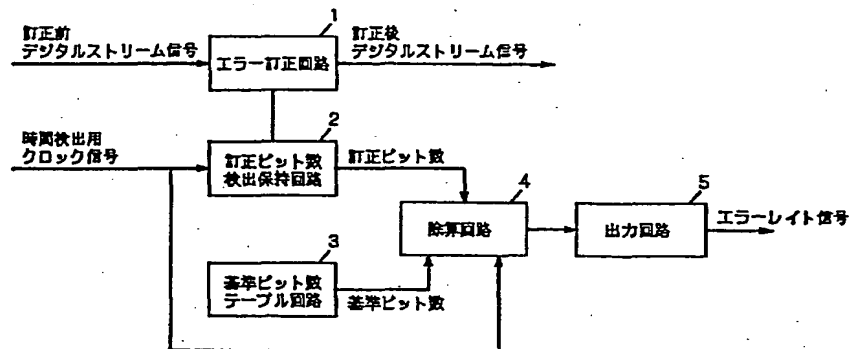 1
訂正前
デジタルストリーム信号
エラー訂正回路
訂正後
デジタルストリーム信号
2
時間検出用
クロック信号
訂正ビット数
検出保持回路
訂正ビット数
4
除算回路
5
出力回路
エラーレイト信号
3
基準ビット数
テーブル回路
基準ビット数